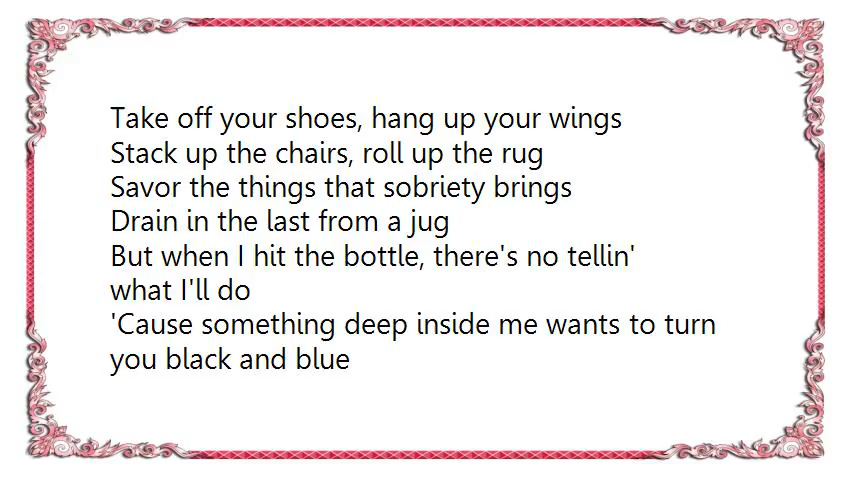 Take off your shoes, hang up your wings
Stack up the chairs, roll up the rug
Savor the things that sobriety brings
Drain in the last from a jug
But when I hit the bottle, there's no tellin'
what I'll do
'Cause something deep inside me wants to turn
you black and blue